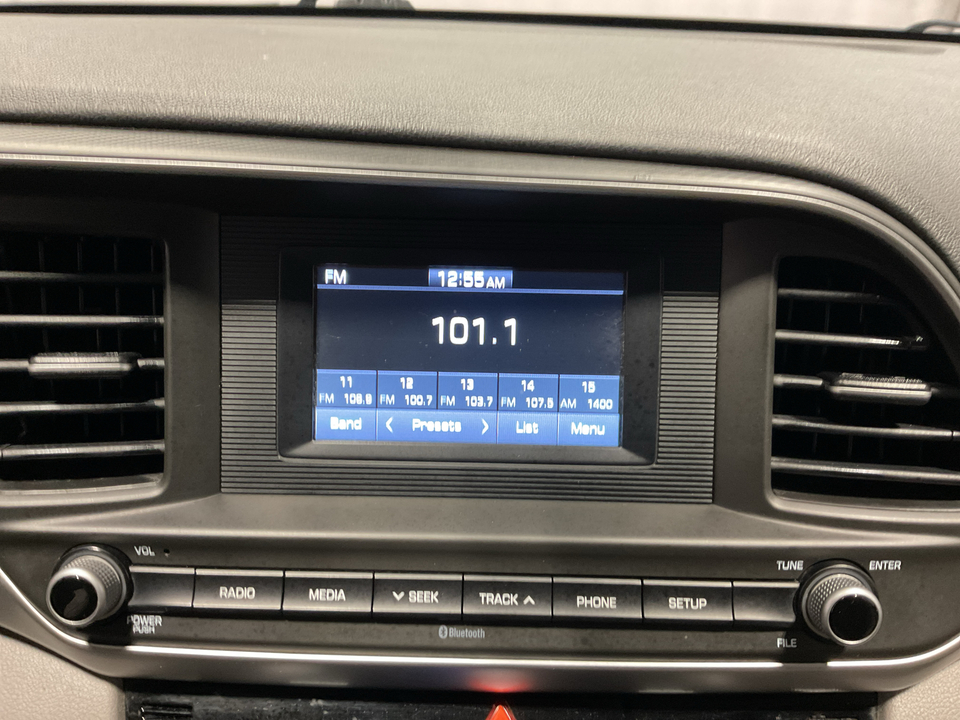 FM 12:55 AM
101.1
11 12 13 14 15
FM 106.9 FM 100.7 FM 103.7 FM 107.5 AM 1400
Band < Presets > List Menu
VOL
TUNE ENTER
RADIO MEDIA SEEK TRACK PHONE SETUP
POWER
PUSH
Bluetooth
FILE